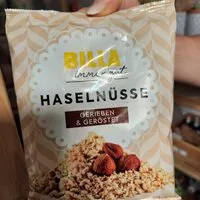 BILLA
immer gut
HASELNÜSSE
GERIEBEN
& GERÖSTET